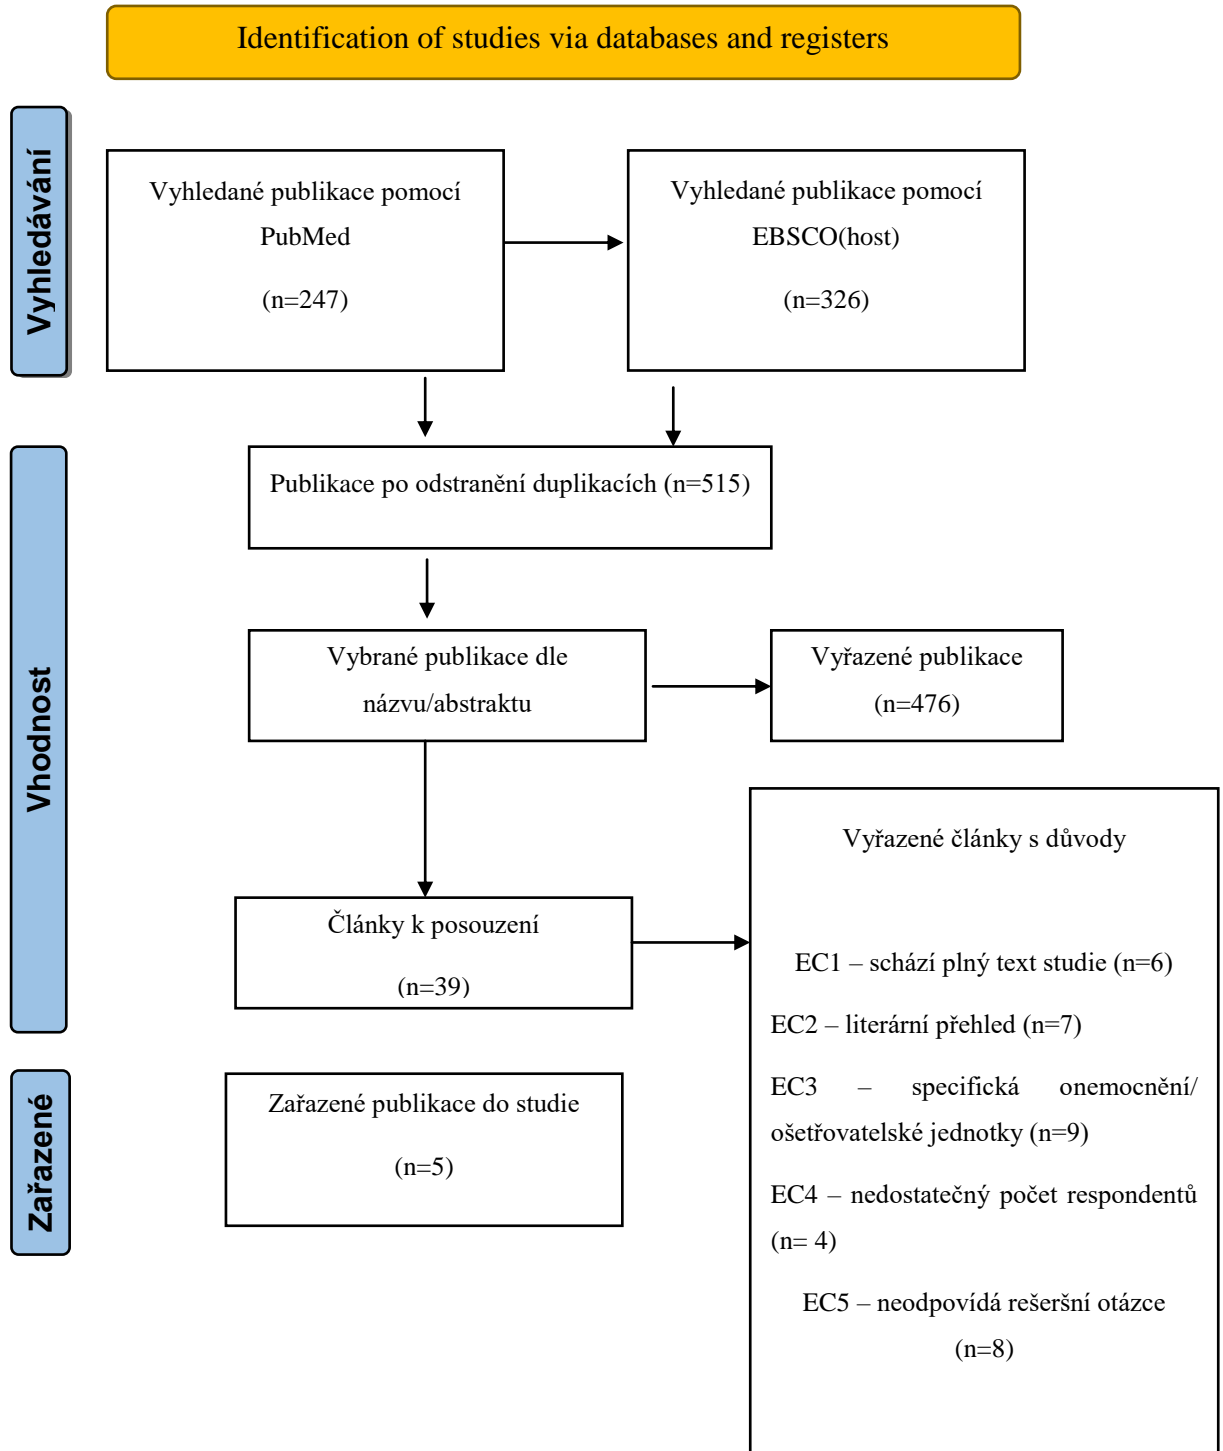 Identification of studies via databases and registers
Vyhledávání
Vyhledané publikace pomocí
PubMed
(n=247)
Vyhledané publikace pomocí
EBSCO(host)
(n=326)
Vhodnost
Publikace po odstranění duplikacích (n=515)
Vybrané publikace dle
názvu/abstraktu
Vyřazené publikace
(n=476)
Články k posouzení
(n=39)
Vyřazené články s důvody
EC1 – schází plný text studie (n=6)
EC2 – literární přehled (n=7)
EC3 – specifická onemocnění/
ošetřovatelské jednotky (n=9)
EC4 – nedostatečný počet respondentů
(n= 4)
EC5 – neodpovídá rešeršní otázce
(n=8)
Zařazené
Zařazené publikace do studie
(n=5)